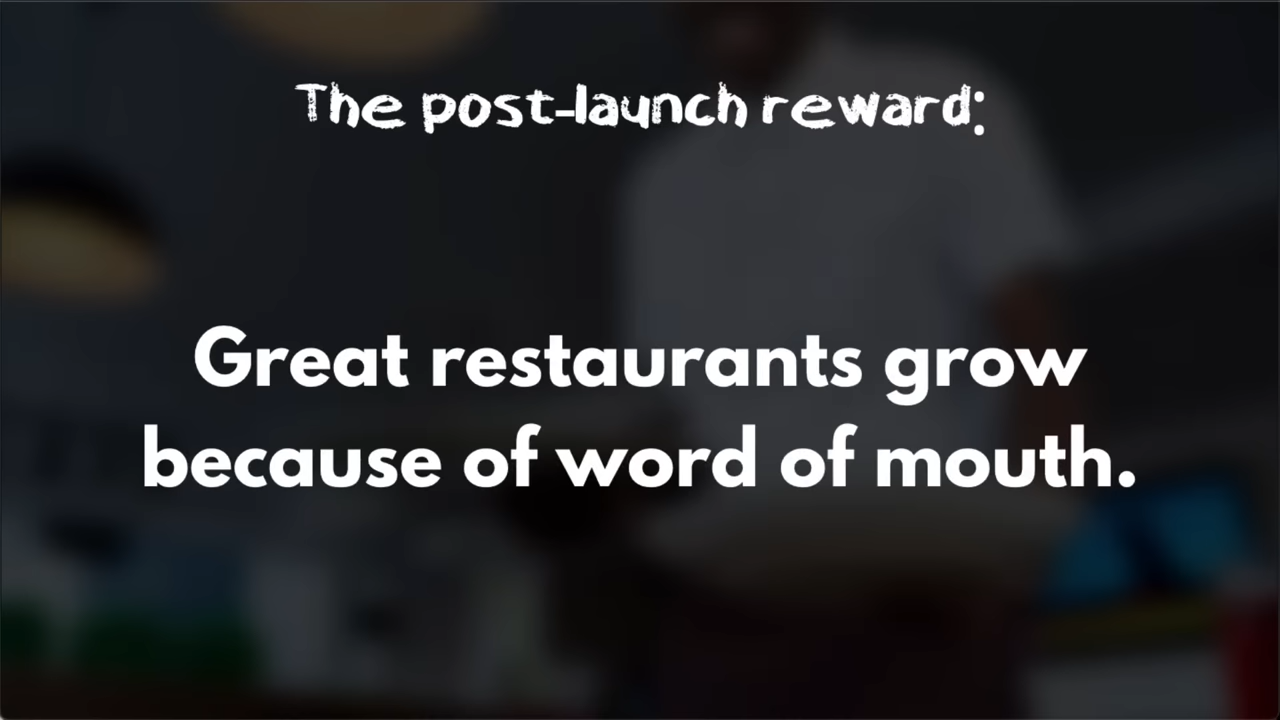 The post-launch reward:
Great restaurants grow
because of word of mouth.